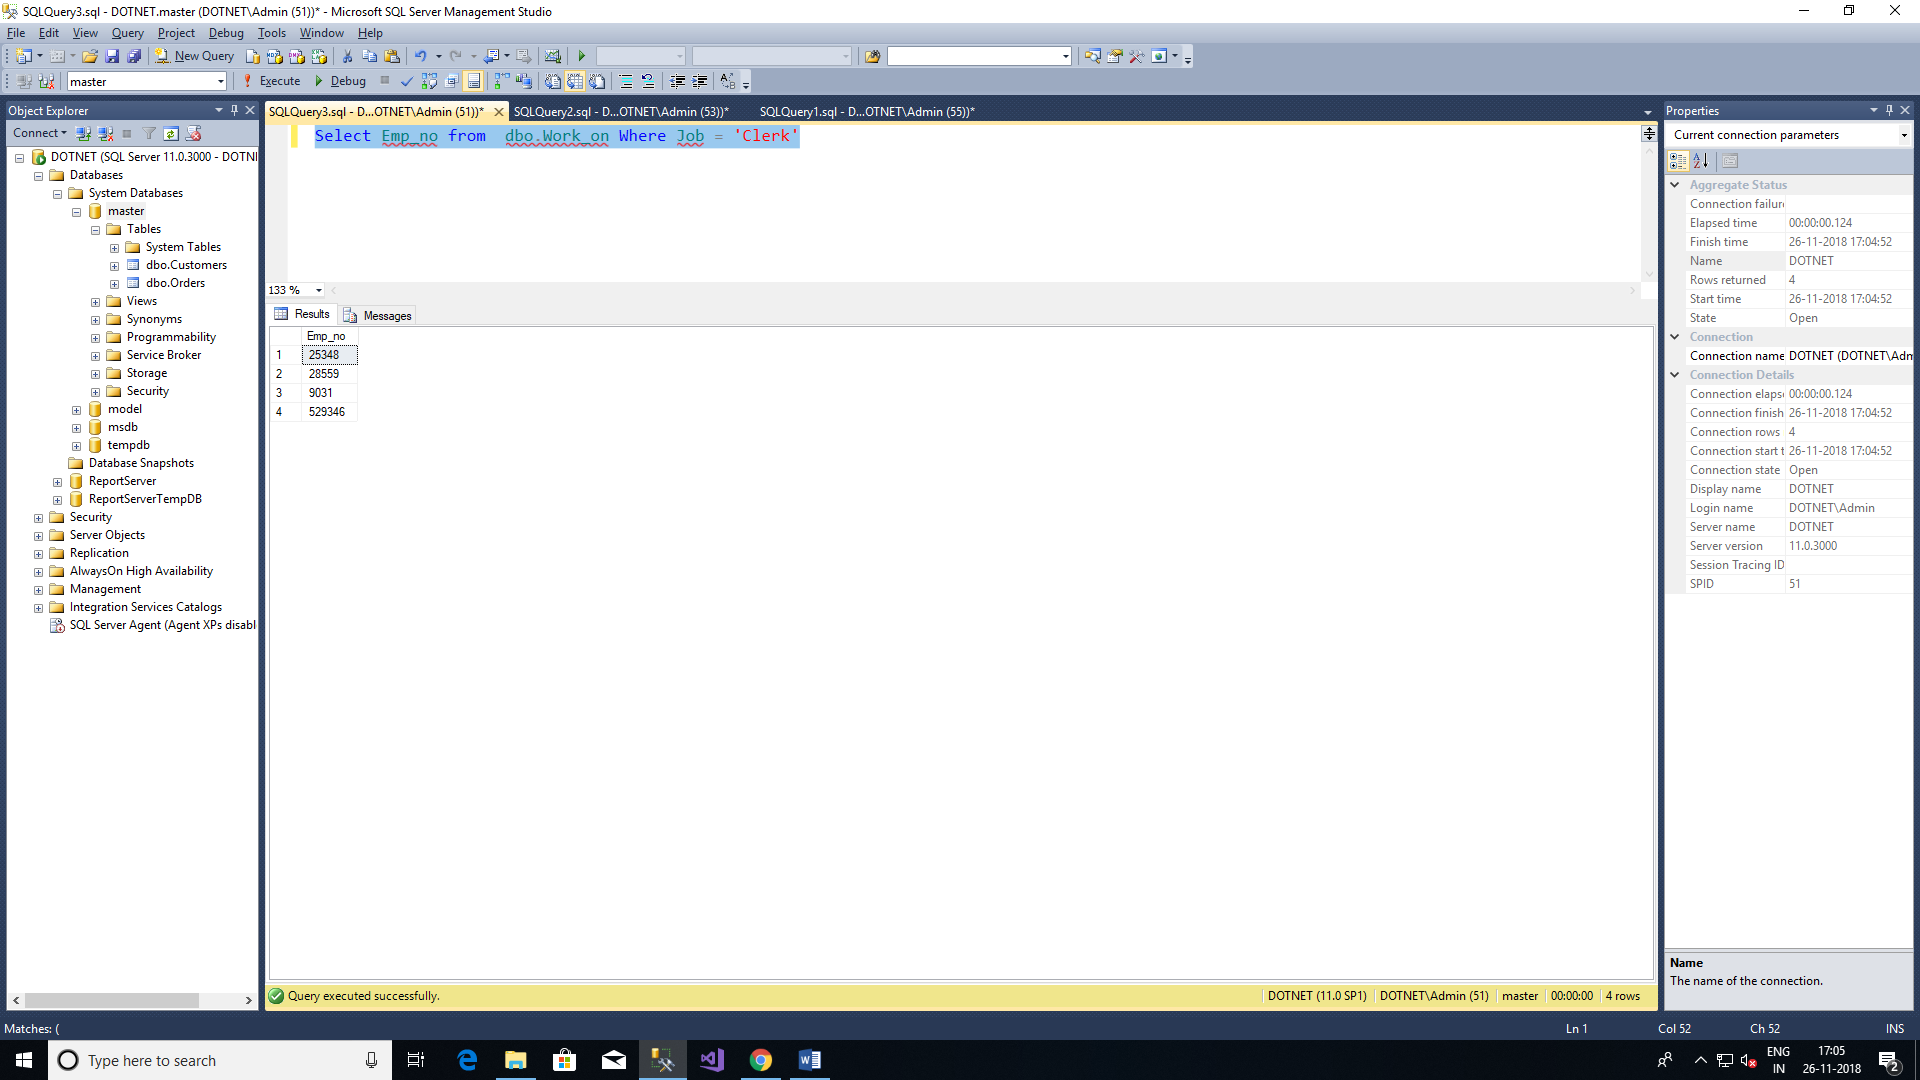 SQLQuery3.sql - DOTNET.master (DOTNET\Admin (51))* - Microsoft SQL Server Management Studio
File Edit View Query Project Debug Tools Window Help
New Query
master Execute Debug
Object Explorer
Connect
DOTNET (SQL Server 11.0.3000 - DOTNI
Databases
System Databases
master
Tables
System Tables
dbo.Customers
dbo.Orders
Views
Synonyms
Programmability
Service Broker
Storage
Security
model
msdb
tempdb
Database Snapshots
ReportServer
ReportServerTempDB
Security
Server Objects
Replication
AlwaysOn High Availability
Management
Integration Services Catalogs
SQL Server Agent (Agent XPs disabl
SQLQuery3.sql - D...OTNET\Admin (51))* SQLQuery2.sql - D...OTNET\Admin (53))* SQLQuery1.sql - D...OTNET\Admin (55))*
Select Emp_no from dbo.Work_on Where Job = 'Clerk'
133 %
Results Messages
Emp_no
1 25348
2 28559
3 9031
4 529346
Query executed successfully. DOTNET (11.0 SP1) DOTNET\Admin (51) master 00:00:00 4 rows
Properties
Current connection parameters
Aggregate Status
Connection failure
Elapsed time 00:00:00.124
Finish time 26-11-2018 17:04:52
Name DOTNET
Rows returned 4
Start time 26-11-2018 17:04:52
State Open
Connection
Connection name DOTNET (DOTNET\Adm
Connection Details
Connection elapse 00:00:00.124
Connection finish 26-11-2018 17:04:52
Connection rows 4
Connection start t 26-11-2018 17:04:52
Connection state Open
Display name DOTNET
Login name DOTNET\Admin
Server name DOTNET
Server version 11.0.3000
Session Tracing ID
SPID 51
Name
The name of the connection.
Matches: ( Ln 1 Col 52 Ch 52 INS
Type here to search
ENG
IN
17:05
26-11-2018
2